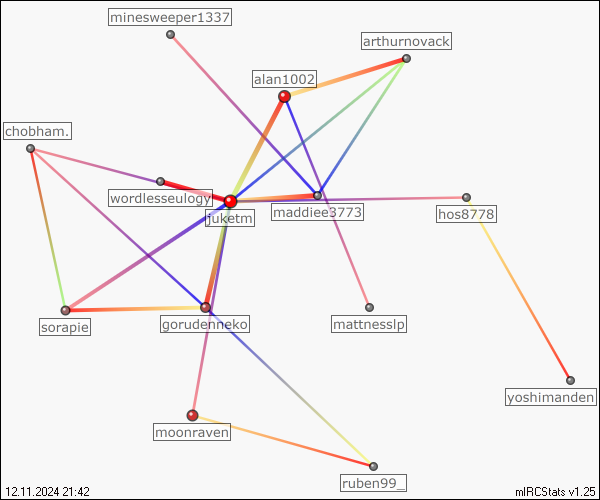 minesweeper1337
arthurnovack
alan1002
chobham.
wordlesseulogy
maddiee3773
juketm
hos8778
sorapie
gorudenneko
mattnesslp
yoshimanden
moonraven
ruben99_
12.11.2024 21:42
mIRCStats v1.25